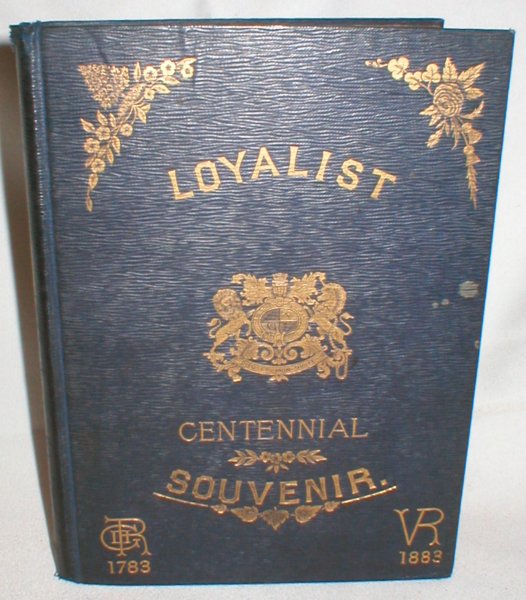 LOYALIST
CENTENNIAL
SOUVENIR.
VR
1783
1883